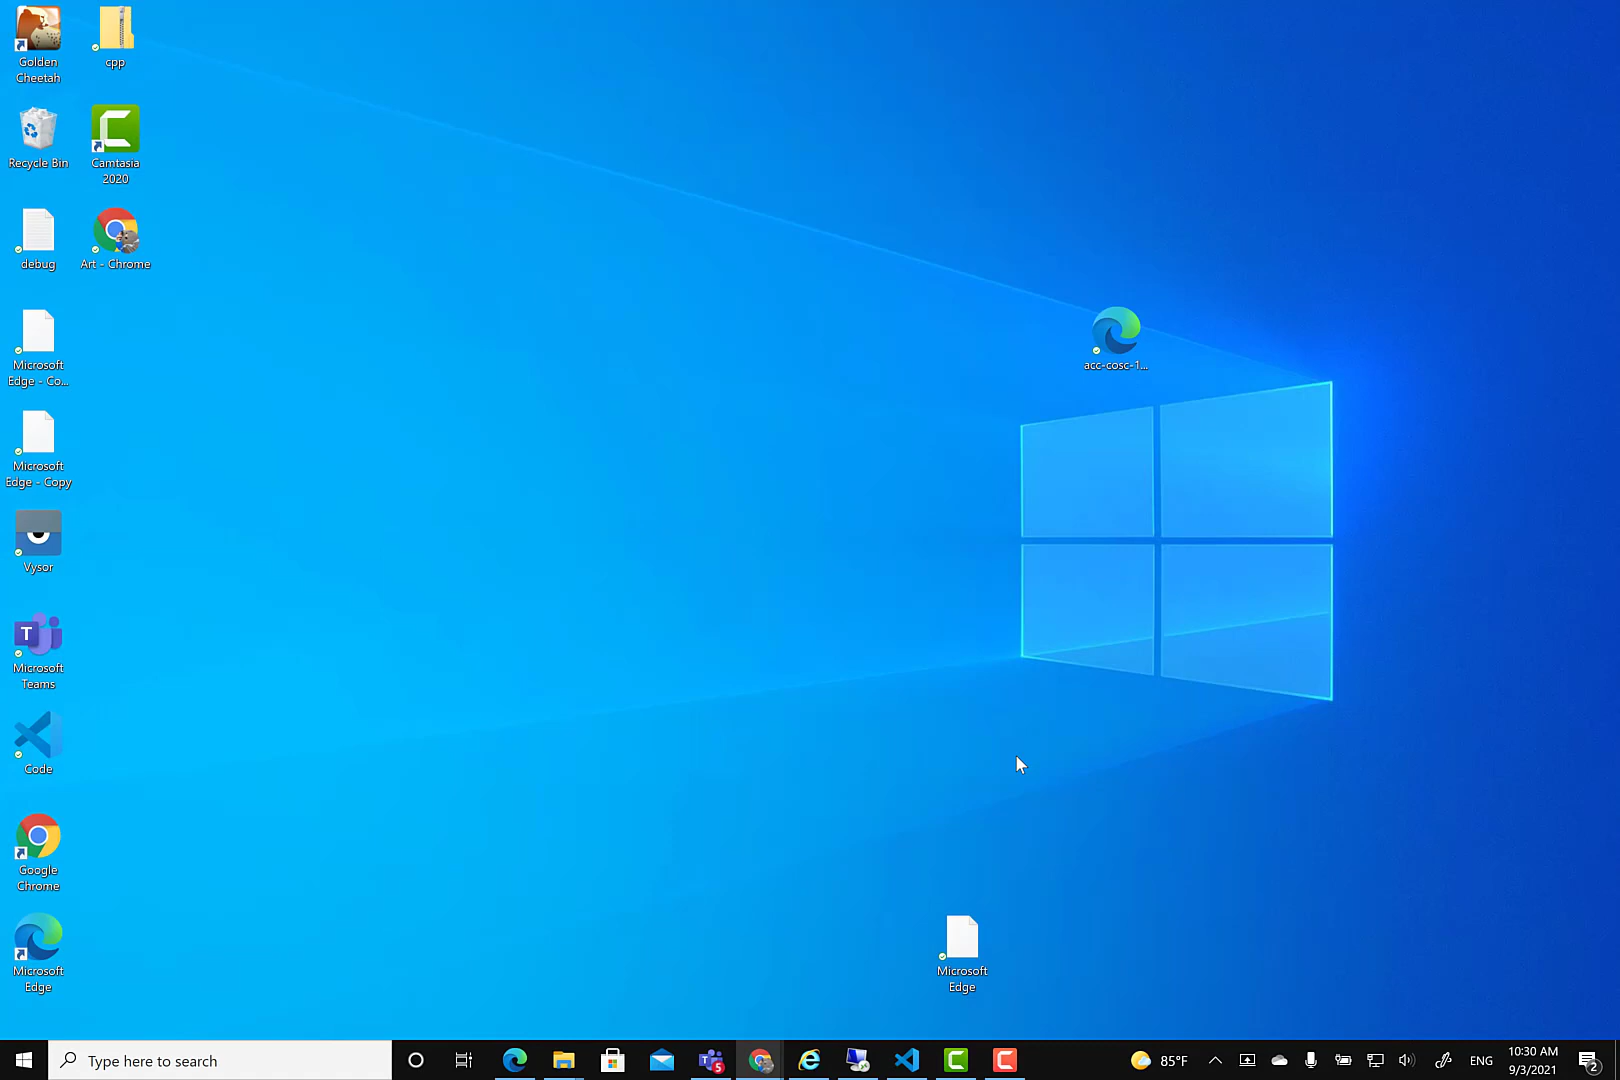 Golden
Cheetah
cpp
Recycle Bin
Camtasia
2020
debug
Art - Chrome
Microsoft
Edge - Co...
Microsoft
Edge - Copy
Vysor
T
Microsoft
Teams
Code
Google
Chrome
Microsoft
Edge
acc-cosc-1...
Microsoft
Edge
Type here to search
T
5
85°F
ENG
10:30 AM
9/3/2021
2